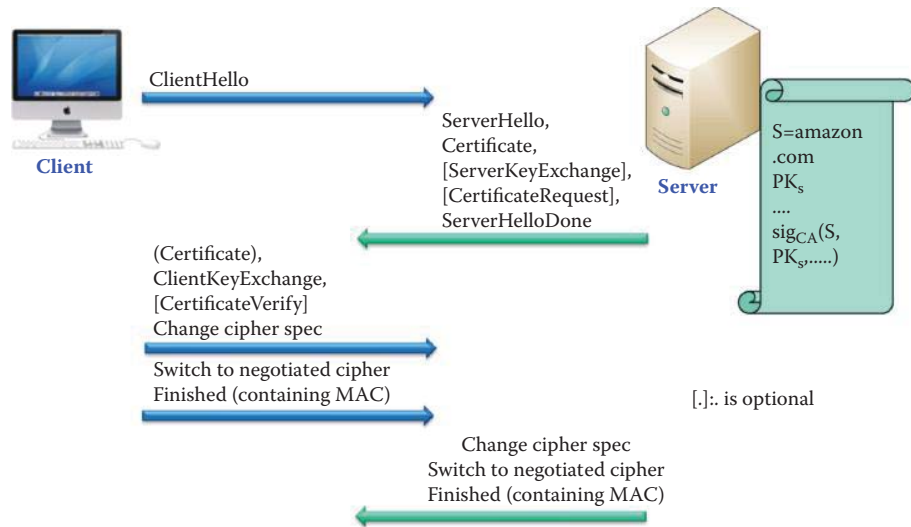 ClientHello
Client
ServerHello,
Certificate,
[ServerKeyExchange],
[CertificateRequest],
ServerHelloDone
Server
S=amazon
.com
PKs
....
sigCA(S,
PKs,.....)
(Certificate),
ClientKeyExchange,
[CertificateVerify]
Change cipher spec
Switch to negotiated cipher
Finished (containing MAC)
[.]:. is optional
Change cipher spec
Switch to negotiated cipher
Finished (containing MAC)